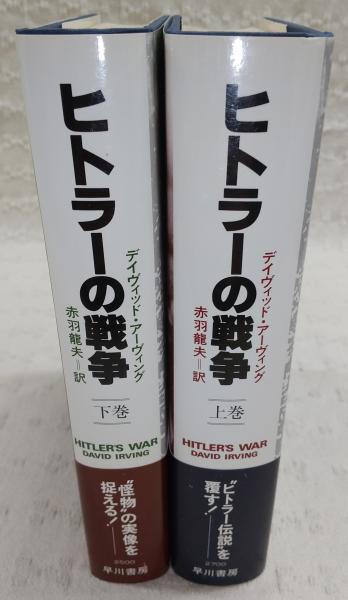 ヒトラーの戦争
デイヴィッド・アーヴィング
赤羽龍夫=訳
下巻
HITLER'S WAR
DAVID IRVING
“怪物”の実像を
捉える!
2500
早川書房
ヒトラーの戦争
デイヴィッド・アーヴィング
赤羽龍夫=訳
上巻
HITLER'S WAR
DAVID IRVING
“ヒトラー伝説”を
覆す!
2700
早川書房